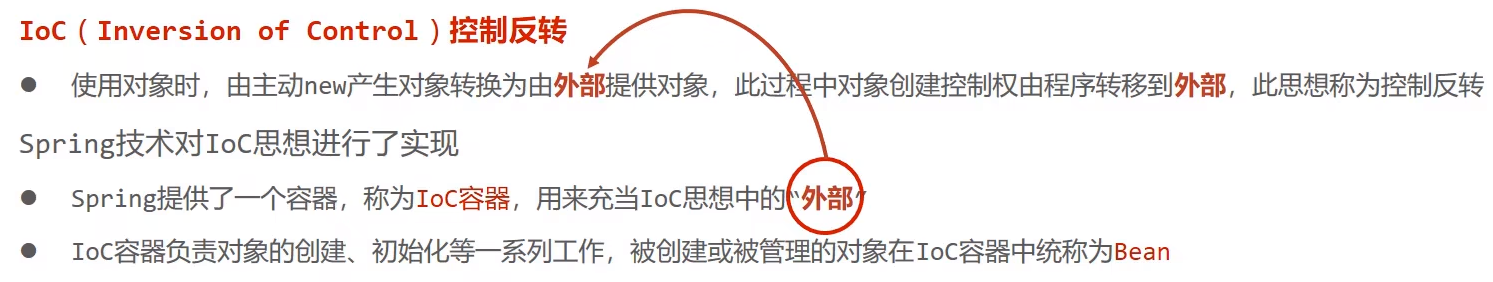 IoC（Inversion of Control）控制反转
● 使用对象时，由主动new产生对象转换为由外部提供对象，此过程中对象创建控制权由程序转移到外部，此思想称为控制反转
Spring技术对IoC思想进行了实现
● Spring提供了一个容器，称为IoC容器，用来充当IoC思想中的“外部”
● IoC容器负责对象的创建、初始化等一系列工作，被创建或被管理的对象在IoC容器中统称为Bean